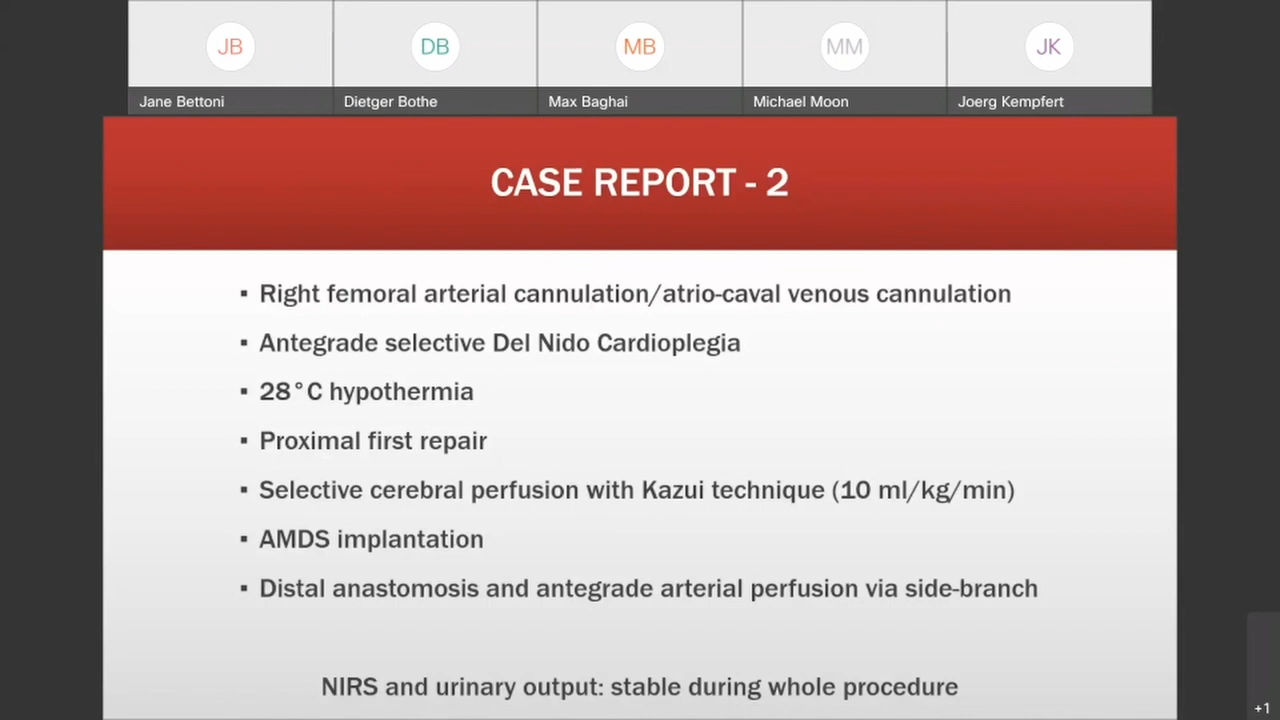 JB
DB
MB
MM
JK
Jane Bettoni
Dietger Bothe
Max Baghai
Michael Moon
Joerg Kempfert
CASE REPORT - 2
▪ Right femoral arterial cannulation/atrio-caval venous cannulation
▪ Antegrade selective Del Nido Cardioplegia
▪ 28°C hypothermia
▪ Proximal first repair
▪ Selective cerebral perfusion with Kazui technique (10 ml/kg/min)
▪ AMDS implantation
▪ Distal anastomosis and antegrade arterial perfusion via side-branch
NIRS and urinary output: stable during whole procedure
+1